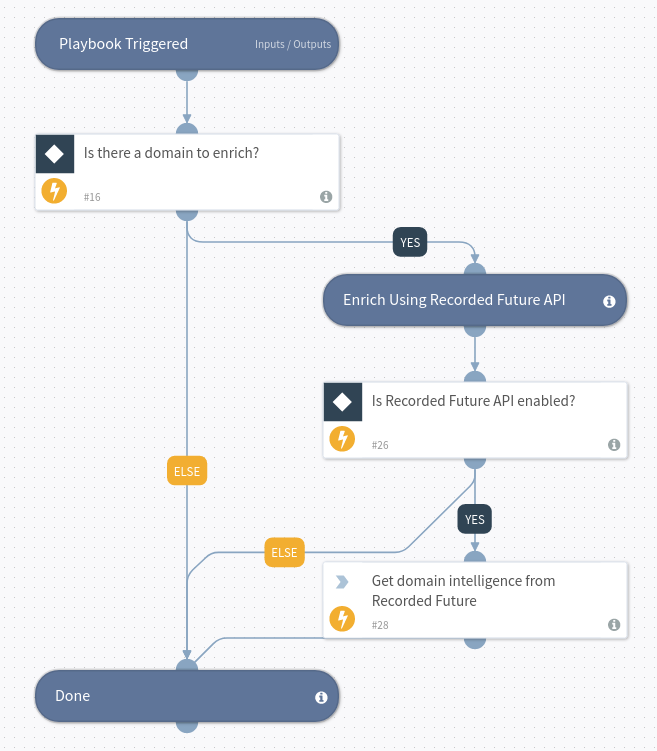 Playbook Triggered
Inputs / Outputs
Is there a domain to enrich?
#16
YES
Enrich Using Recorded Future API
Is Recorded Future API enabled?
#26
ELSE
YES
ELSE
Get domain intelligence from
Recorded Future
#28
Done